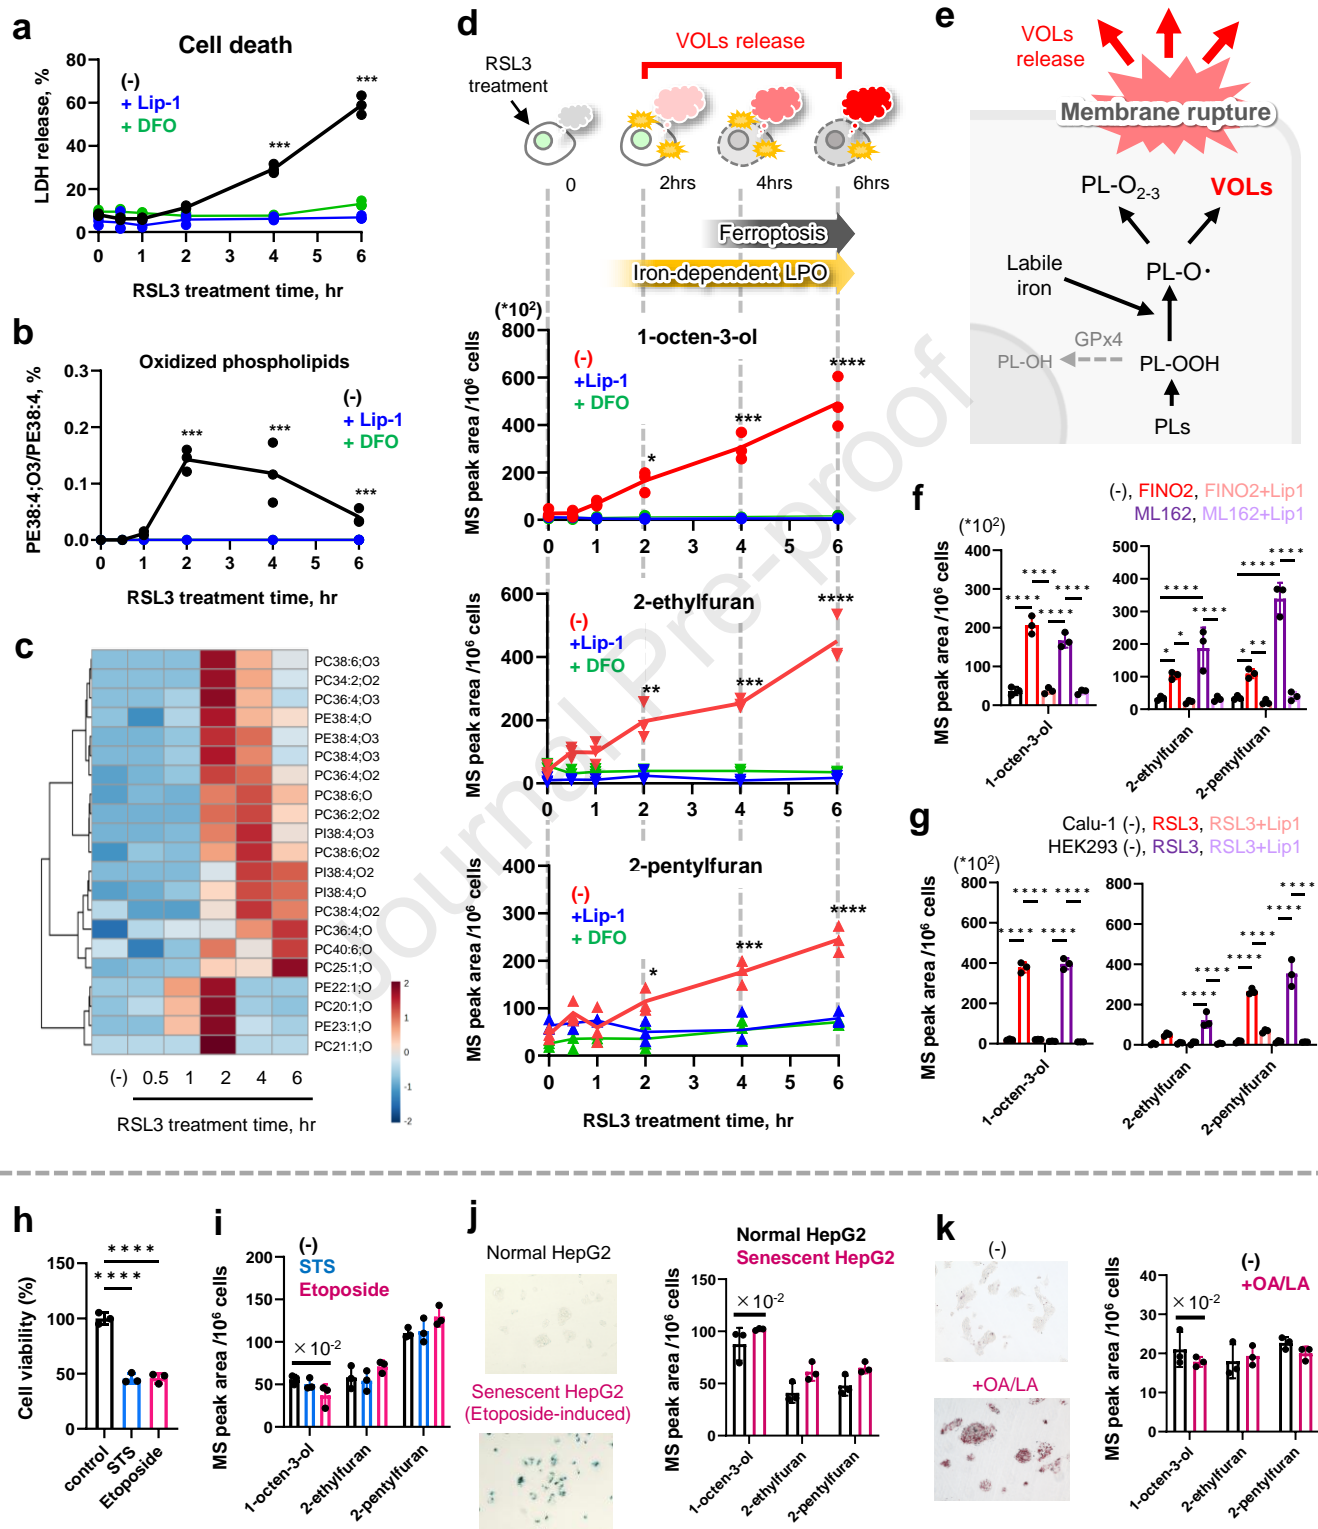 a
Cell death
LDH release, %
80
60
40
20
0
(-)
+ Lip-1
+ DFO
***
***
0 1 2 3 4 5 6
RSL3 treatment time, hr
b
Oxidized phospholipids
PE38:4;O3/PE38:4, %
0.3
0.2
0.1
0.0
(-)
+ Lip-1
+ DFO
***
***
***
0 1 2 3 4 5 6
RSL3 treatment time, hr
c
PC38:6;O3
PC34:2;O2
PC36:4;O3
PE38:4;O
PE38:4;O3
PC38:4;O3
PC36:4;O2
PC38:6;O
PC36:2;O2
PI38:4;O3
PC38:6;O2
PI38:4;O2
PI38:4;O
PC38:4;O2
PC36:4;O
PC40:6;O
PC25:1;O
PE22:1;O
PC20:1;O
PE23:1;O
PC21:1;O
2
1
0
-1
-2
(-) 0.5 1 2 4 6
RSL3 treatment time, hr
d
VOLs release
RSL3
treatment
0 2hrs 4hrs 6hrs
Ferroptosis
Iron-dependent LPO
(*10²)
1-octen-3-ol
MS peak area /10⁶ cells
800
600
400
200
0
(-)
+Lip-1
+ DFO
*
***
****
0 1 2 3 4 5 6
2-ethylfuran
MS peak area /10⁶ cells
600
400
200
0
(-)
+Lip-1
+ DFO
**
***
****
0 1 2 3 4 5 6
2-pentylfuran
MS peak area /10⁶ cells
400
300
200
100
0
(-)
+Lip-1
+ DFO
*
***
****
0 1 2 3 4 5 6
RSL3 treatment time, hr
e
VOLs
release
Membrane rupture
PL-O₂₋₃
VOLs
Labile
iron
PL-O·
GPx4
PL-OH
PL-OOH
PLs
f
(-), FINO2, FINO2+Lip1
ML162, ML162+Lip1
(*10²)
MS peak area /10⁶ cells
400
300
200
100
0
**** **** **** ****
1-octen-3-ol
500
400
300
200
100
0
* * **** **** * ** **** ****
2-ethylfuran
2-pentylfuran
g
Calu-1 (-), RSL3, RSL3+Lip1
HEK293 (-), RSL3, RSL3+Lip1
(*10²)
MS peak area /10⁶ cells
800
600
400
200
0
**** **** **** ****
1-octen-3-ol
800
600
400
200
0
**** **** **** **** **** ****
2-ethylfuran
2-pentylfuran
Journal Pre-proof
h
Cell viability (%)
150
100
50
0
****
****
control
STS
Etoposide
i
(-)
STS
Etoposide
MS peak area /10⁶ cells
200
150
100
50
0
×10⁻²
1-octen-3-ol
2-ethylfuran
2-pentylfuran
j
Normal HepG2
Senescent HepG2
(Etoposide-induced)
Normal HepG2
Senescent HepG2
MS peak area /10⁶ cells
150
100
50
0
×10⁻²
1-octen-3-ol
2-ethylfuran
2-pentylfuran
k
(-)
+OA/LA
(-)
+OA/LA
MS peak area /10⁶ cells
40
30
20
10
0
×10⁻²
1-octen-3-ol
2-ethylfuran
2-pentylfuran